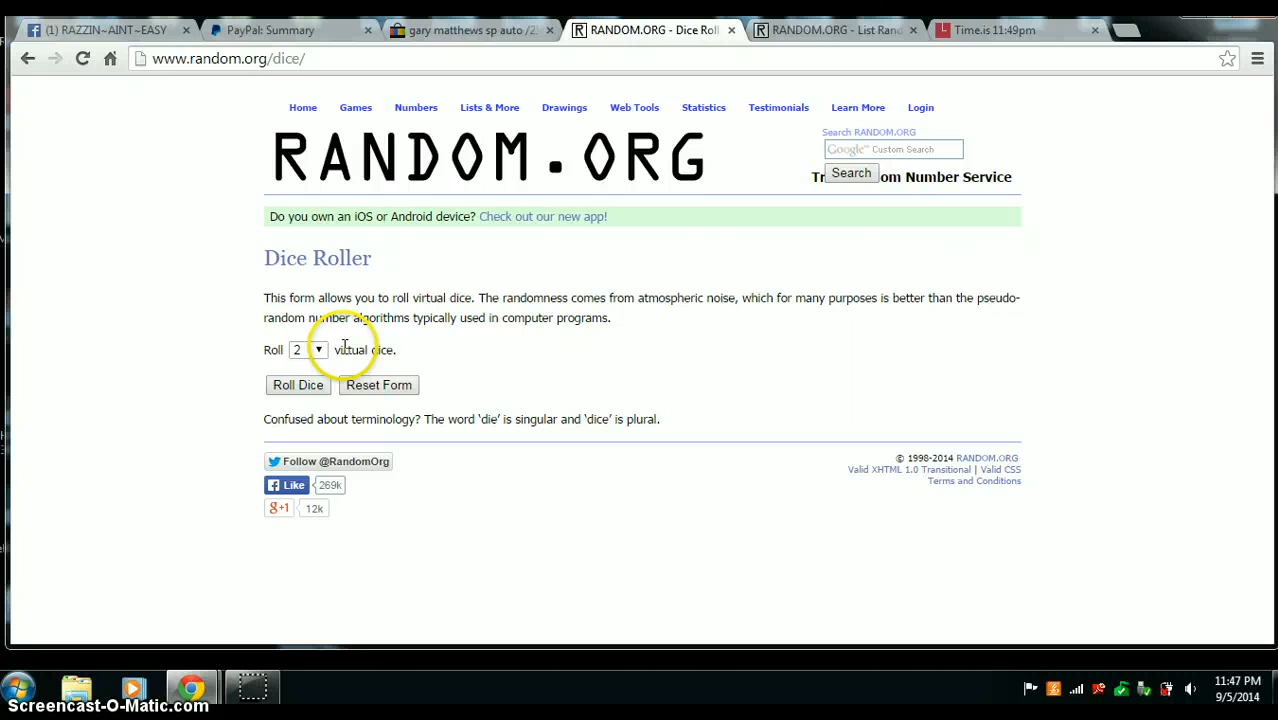 (1) RAZZIN~AINT~EASY
PayPal: Summary
gary matthews sp auto /2
RANDOM.ORG - Dice Roll
RANDOM.ORG - List Rand
Time.is 11:49pm
www.random.org/dice/
Home Games Numbers Lists & More Drawings Web Tools Statistics Testimonials Learn More Login
Search RANDOM.ORG
RANDOM.ORG
Google™ Custom Search
Search
Tr om Number Service
Do you own an iOS or Android device? Check out our new app!
Dice Roller
This form allows you to roll virtual dice. The randomness comes from atmospheric noise, which for many purposes is better than the pseudo-
random number algorithms typically used in computer programs.
Roll 2 virtual dice.
Roll Dice Reset Form
Confused about terminology? The word ‘die’ is singular and ‘dice’ is plural.
Follow @RandomOrg
Like 269k
g+1 12k
© 1998-2014 RANDOM.ORG
Valid XHTML 1.0 Transitional | Valid CSS
Terms and Conditions
11:47 PM
9/5/2014
Screencast-O-Matic.com